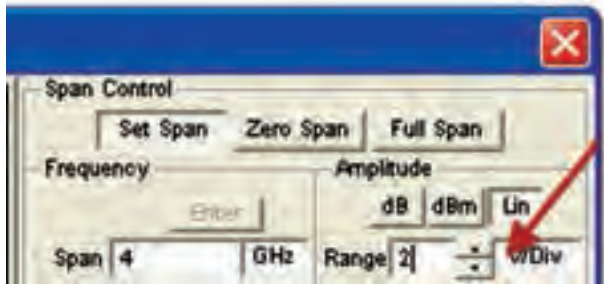 Span Control
Set Span Zero Span Full Span
Frequency Amplitude
Enter dB dBm Lin
Span 4 GHz Range 2 V/Div